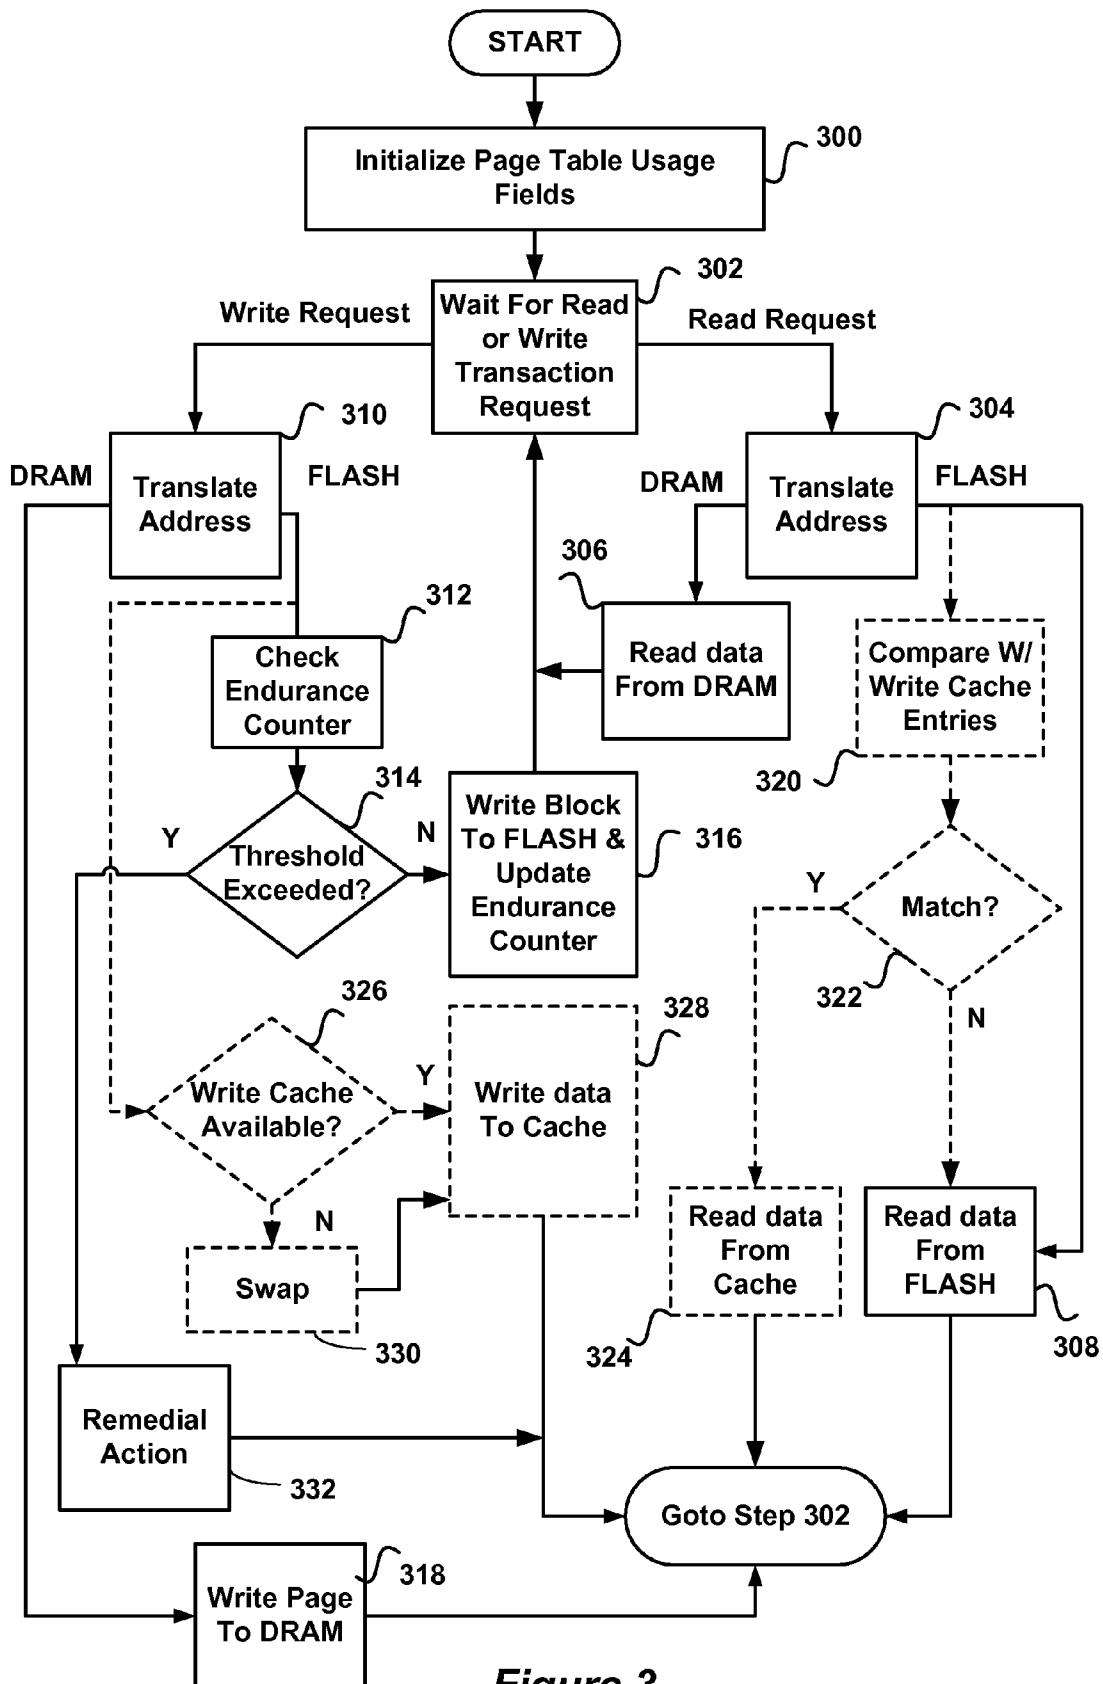 START
Initialize Page Table Usage
Fields
300
302
Wait For Read
or Write
Transaction
Request
Write Request
Read Request
310
304
DRAM
Translate
Address
FLASH
DRAM
Translate
Address
FLASH
306
312
Check
Endurance
Counter
Read data
From DRAM
Compare W/
Write Cache
Entries
320
314
Y
Threshold
Exceeded?
N
Write Block
To FLASH &
Update
Endurance
Counter
316
Y
Match?
322
N
326
328
Write Cache
Available?
Y
Write data
To Cache
N
Swap
330
Read data
From
Cache
324
Read data
From
FLASH
308
Remedial
Action
332
Goto Step 302
318
Write Page
To DRAM
Figure 3